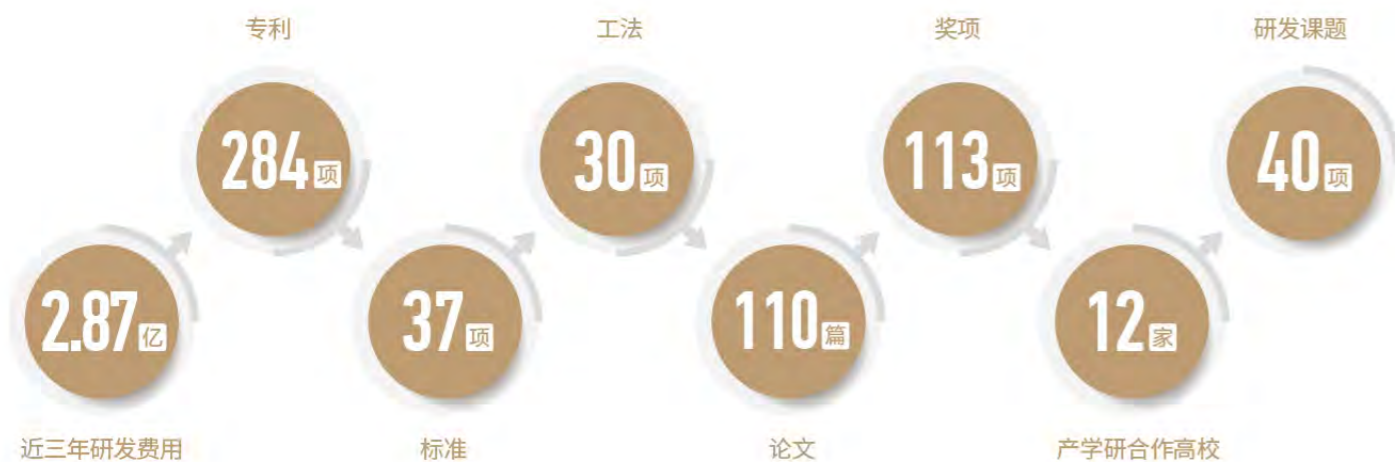 专利
工法
奖项
研发课题
284项
30项
113项
40项
2.87亿
37项
110篇
12家
近三年研发费用
标准
论文
产学研合作高校